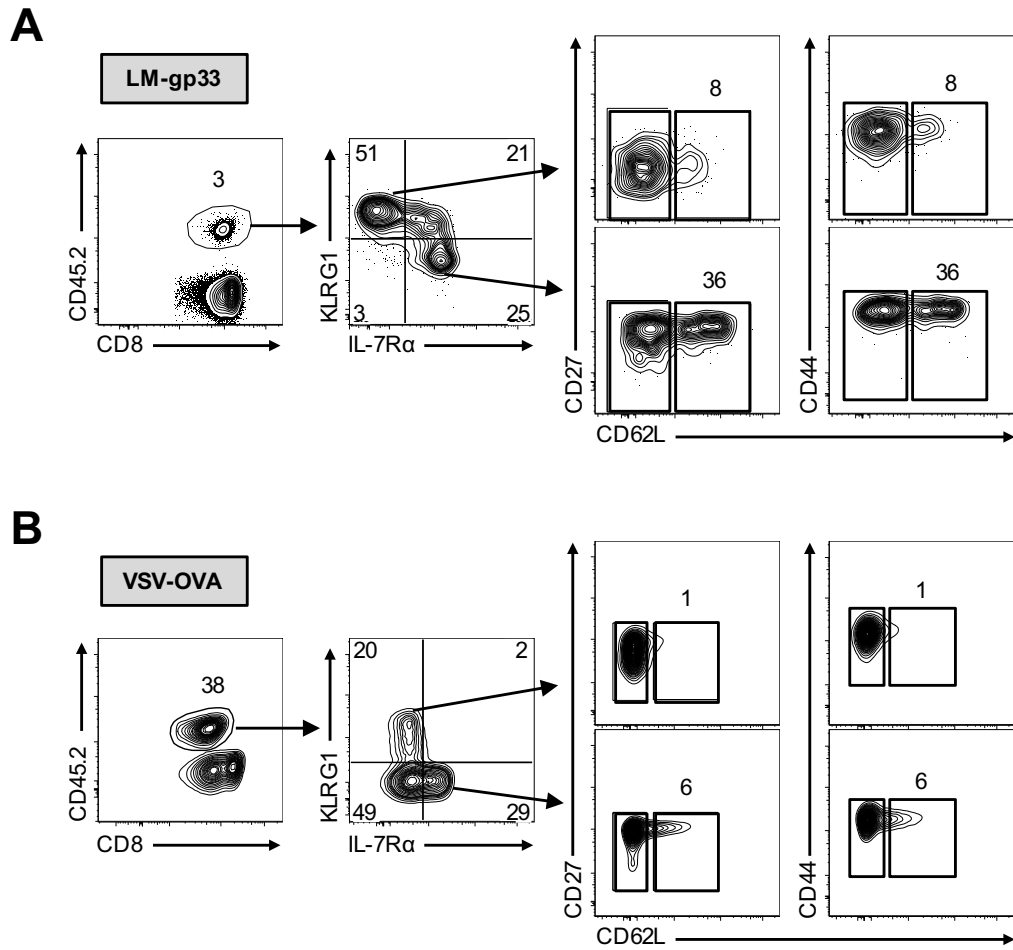 A
LM-gp33
3
CD45.2
CD8
51
21
3
25
KLRG1
IL-7Rα
8
8
36
36
CD27
CD44
CD62L
B
VSV-OVA
38
CD45.2
CD8
20
2
49
29
KLRG1
IL-7Rα
1
1
6
6
CD27
CD44
CD62L